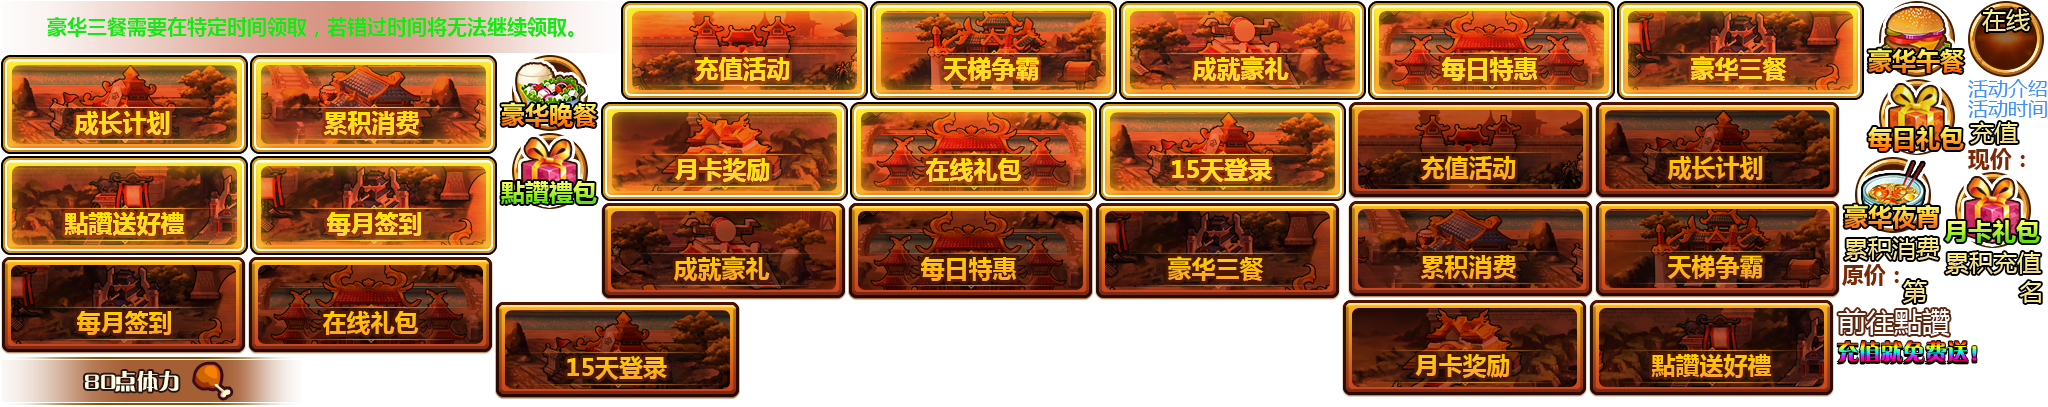 豪华三餐需要在特定时间领取，若错过时间将无法继续领取。
充值活动
天梯争霸
成就豪礼
每日特惠
豪华三餐
豪华午餐
在线
成长计划
累积消费
豪华晚餐
活动介绍
活动时间
月卡奖励
在线礼包
15天登录
充值活动
成长计划
每日礼包
充值
现价：
點讚送好禮
每月签到
點讚禮包
成就豪礼
每日特惠
豪华三餐
累积消费
天梯争霸
豪华夜宵
月卡礼包
累积消费
累积充值
原价：
第
名
每月签到
在线礼包
15天登录
月卡奖励
點讚送好禮
前往點讚
充值就免费送！
80点体力